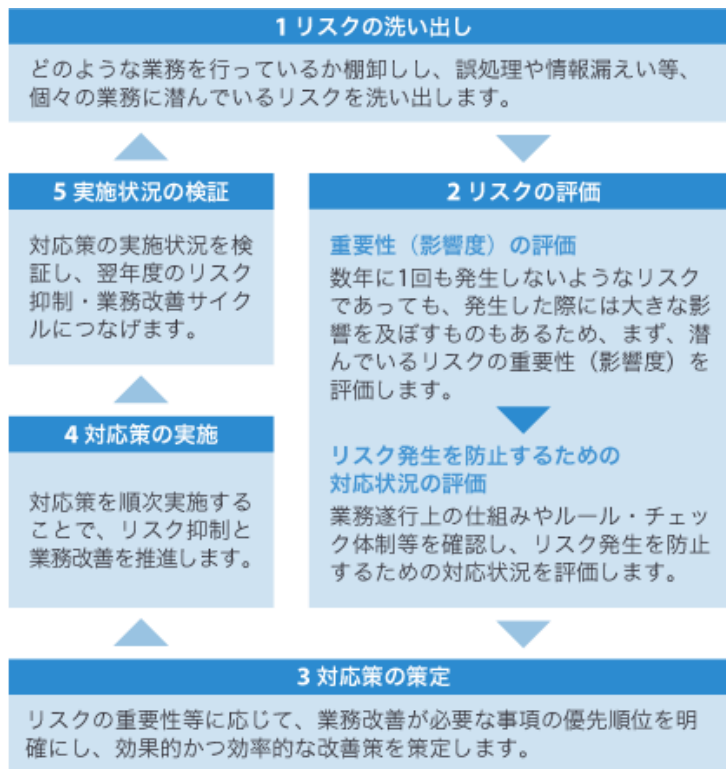 1 リスクの洗い出し
どのような業務を行っているか棚卸しし、誤処理や情報漏えい等、
個々の業務に潜んでいるリスクを洗い出します。
2 リスクの評価
重要性（影響度）の評価
数年に1回も発生しないようなリスク
であっても、発生した際には大きな影
響を及ぼすものもあるため、まず、潜
んでいるリスクの重要性（影響度）を
評価します。
リスク発生を防止するための
対応状況の評価
業務遂行上の仕組みやルール・チェッ
ク体制等を確認し、リスク発生を防止
するための対応状況を評価します。
3 対応策の策定
リスクの重要性等に応じて、業務改善が必要な事項の優先順位を明
確にし、効果的かつ効率的な改善策を策定します。
4 対応策の実施
対応策を順次実施する
ことで、リスク抑制と
業務改善を推進します。
5 実施状況の検証
対応策の実施状況を検
証し、翌年度のリスク
抑制・業務改善サイク
ルにつなげます。